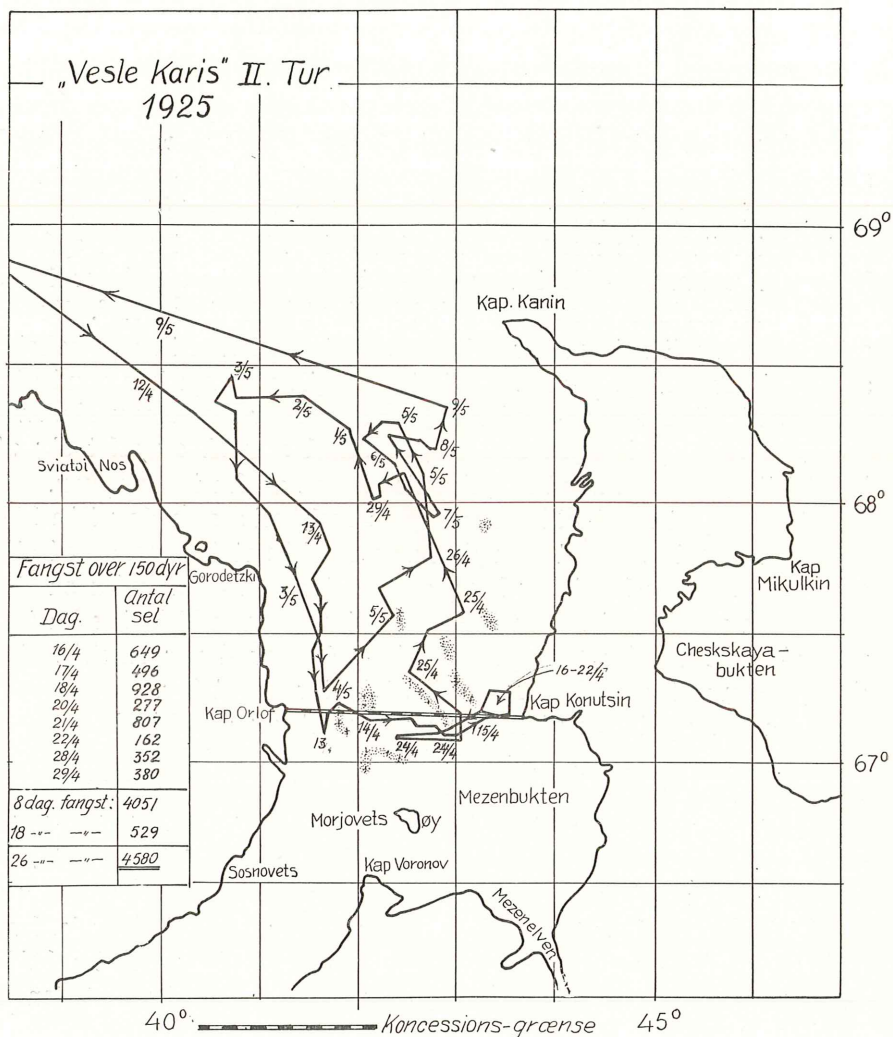 „Vesle Karis" II. Tur
1925
69°
Kap. Kanin
9/5
3/5
12/4
2/5
1/5
5/5
9/5
8/5
6/5
5/5
Sviatoi Nos
29/4
7/5
68°
13/4
26/4
Kap
Mikulkin
Gorodetzki
3/5
5/5
25/4
Cheskskaya-
bukten
25/4
16-22/4
4/5
Kap Orlof
Kap Konutsin
13
14/4
24/4
24/4
15/4
67°
Fangst over 150 dyr
Dag. Antal sel
16/4 649
17/4 496
18/4 928
20/4 277
21/4 807
22/4 162
28/4 352
29/4 380
8 dag. fangst: 4051
18 -"- -"- 529
26 -"- -"- 4580
Mezenbukten
Morjovets øy
Sosnovets
Kap Voronov
Mezenelven
40°
Koncessions-grænse
45°